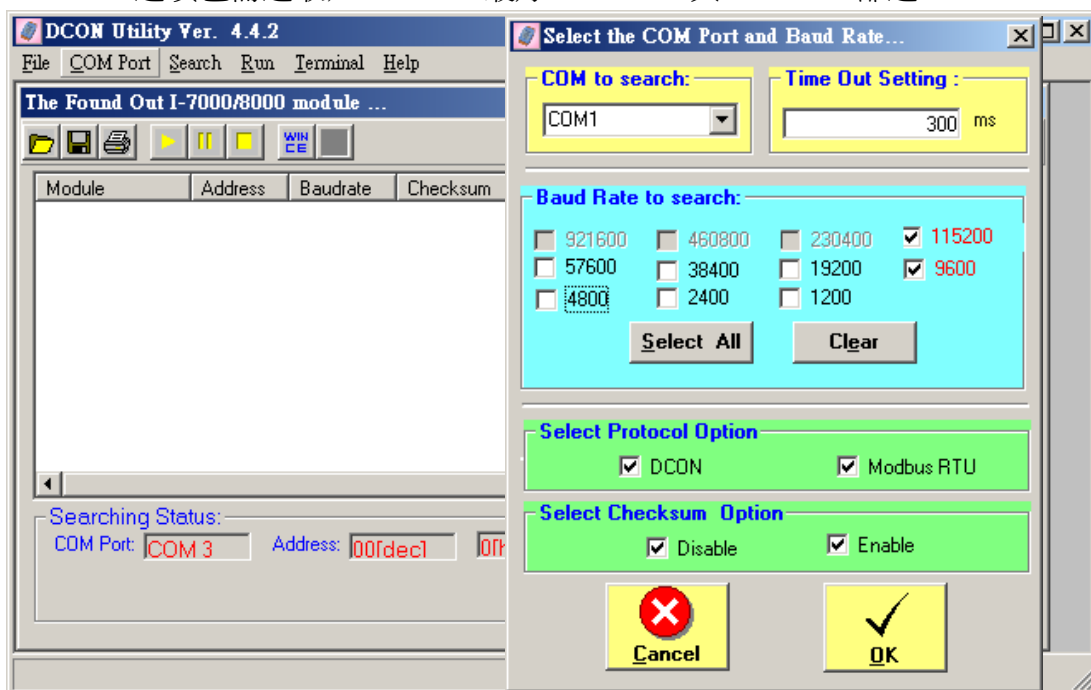 DCON Utility Ver. 4.4.2
File COM Port Search Run Terminal Help
The Found Out I-7000/8000 module ...
WIN CE
Module Address Baudrate Checksum
Searching Status:
COM Port: COM 3 Address: 00[dec]
Select the COM Port and Baud Rate...
COM to search:
COM1
Time Out Setting :
300 ms
Baud Rate to search:
921600 460800 230400 115200
57600 38400 19200 9600
4800 2400 1200
Select All Clear
Select Protocol Option
DCON Modbus RTU
Select Checksum Option
Disable Enable
Cancel OK